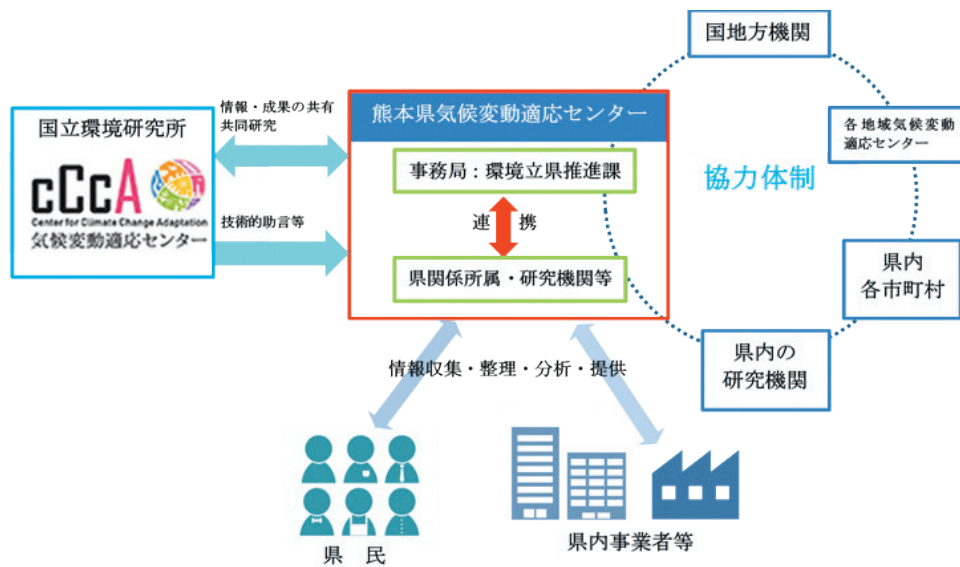 国地方機関
情報・成果の共有
共同研究
熊本県気候変動適応センター
国立環境研究所
各地域気候変動
適応センター
cCcA
Center for Climate Change Adaptation
気候変動適応センター
事務局：環境立県推進課
協力体制
連 携
技術的助言等
県関係所属・研究機関等
県内
各市町村
県内の
研究機関
情報収集・整理・分析・提供
県 民
県内事業者等